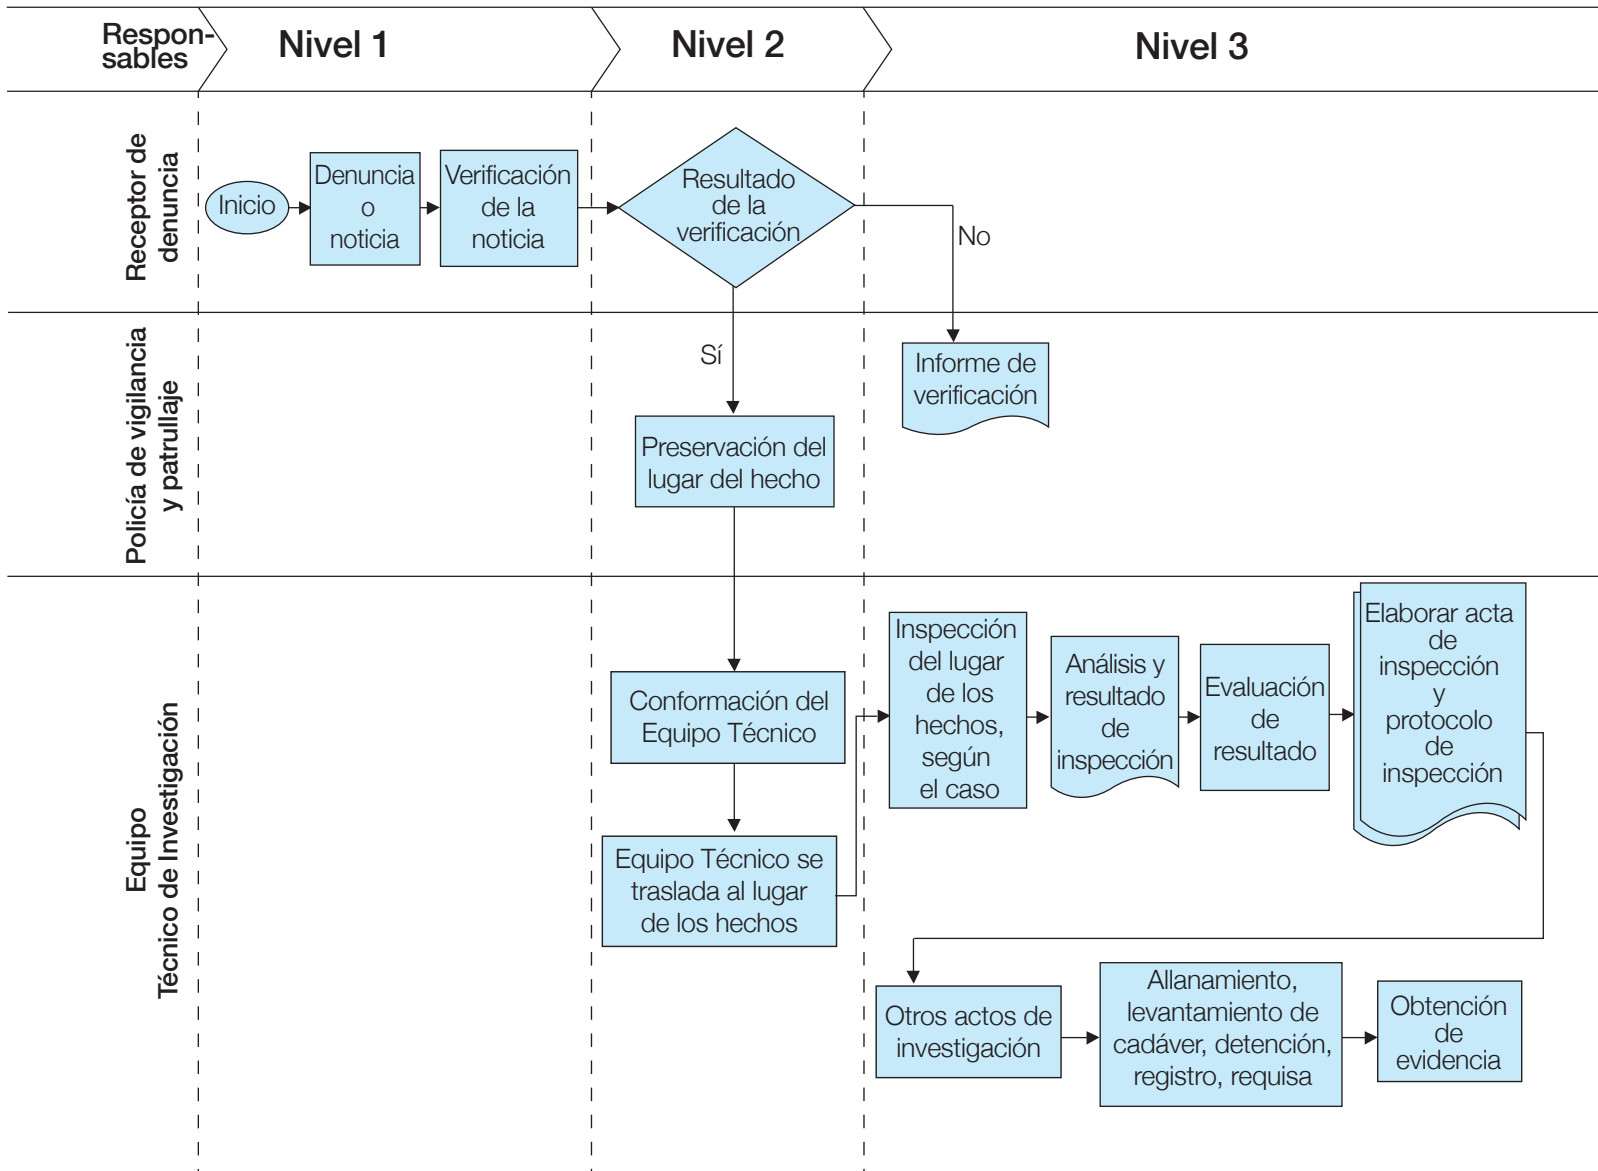 Respon-
sables
Nivel 1
Nivel 2
Nivel 3
Receptor de
denuncia
Inicio
Denuncia
o
noticia
Verificación
de la
noticia
Resultado
de la
verificación
No
Sí
Policía de vigilancia
y patrullaje
Preservación del
lugar del hecho
Informe de
verificación
Equipo
Técnico de Investigación
Conformación del
Equipo Técnico
Equipo Técnico se
traslada al lugar
de los hechos
Inspección
del lugar
de los
hechos,
según
el caso
Análisis y
resultado
de
inspección
Evaluación
de
resultado
Elaborar acta
de
inspección y
protocolo
de
inspección
Otros actos de
investigación
Allanamiento,
levantamiento de
cadáver, detención,
registro, requisa
Obtención
de
evidencia